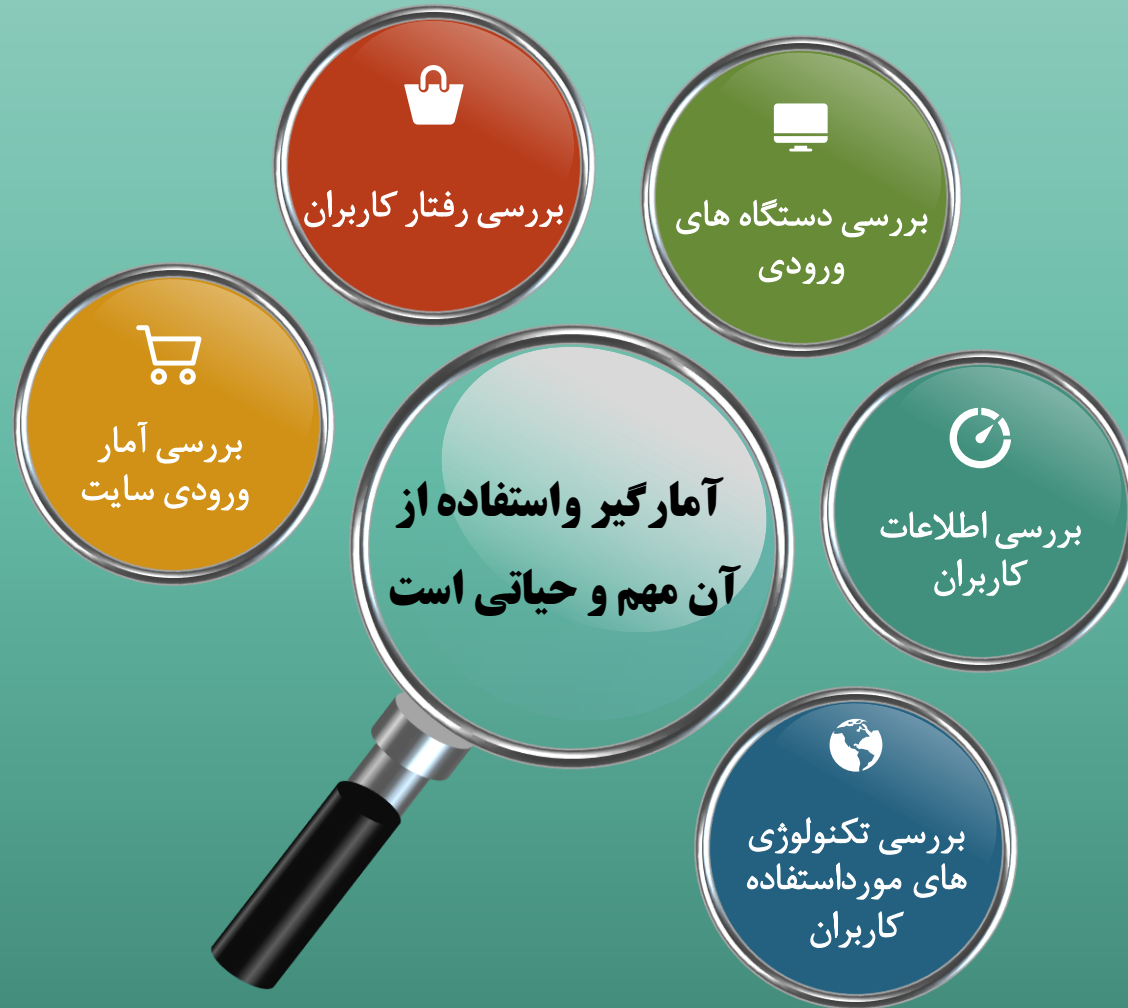 بررسی رفتار کاربران
بررسی دستگاه های
ورودی
بررسی آمار
ورودی سایت
آمارگیر واستفاده از
آن مهم و حیاتی است
بررسی اطلاعات
کاربران
بررسی تکنولوژی
های مورداستفاده
کاربران